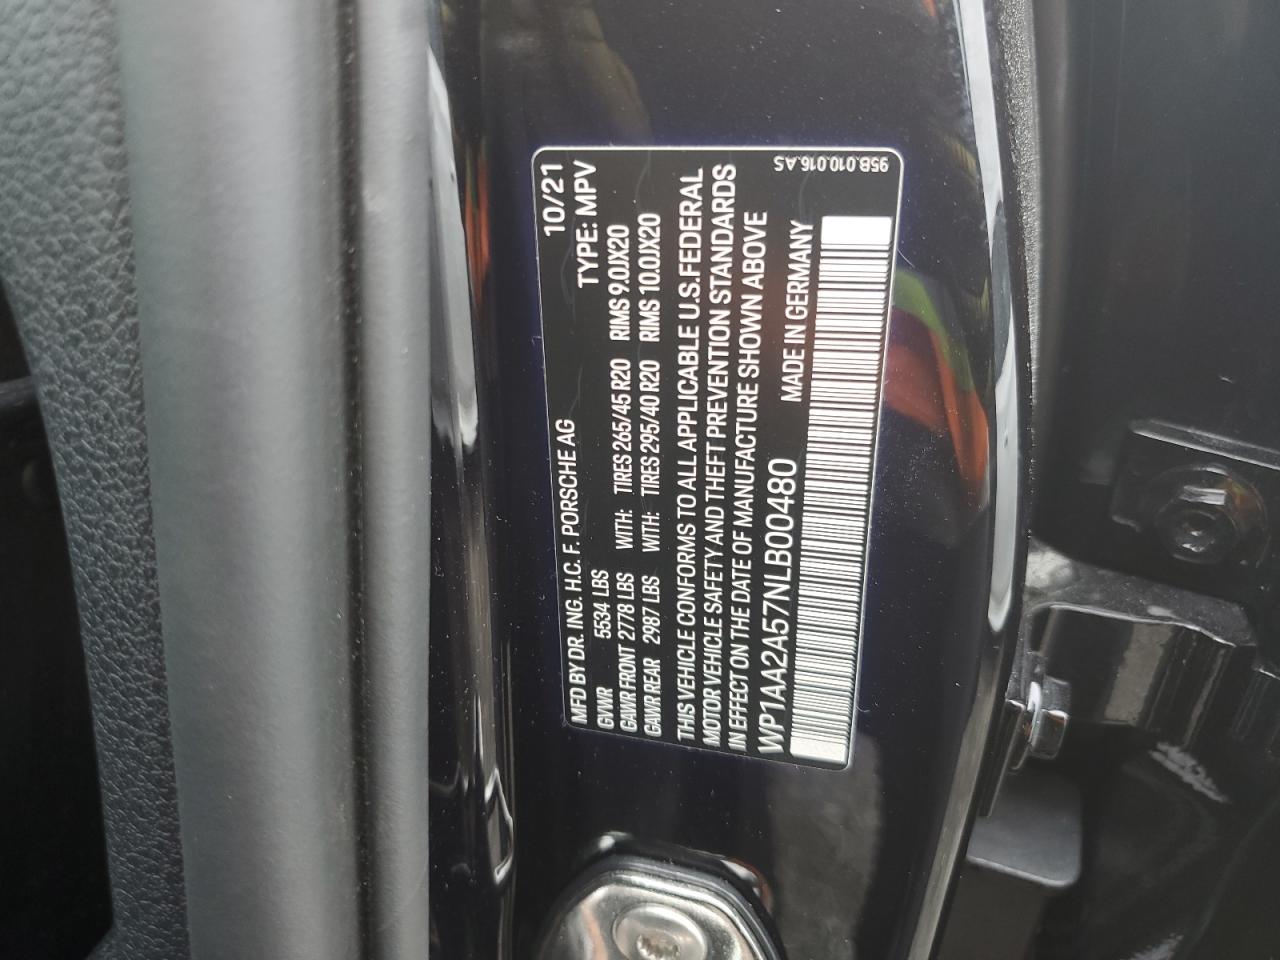 MFD BY DR. ING. H.C. F. PORSCHE AG 10/21
GVWR 5534 LBS TYPE: MPV
GAWR FRONT 2778 LBS WITH: TIRES 265/45 R20 RIMS 9.0JX20
GAWR REAR 2987 LBS WITH: TIRES 295/40 R20 RIMS 10.0JX20
THIS VEHICLE CONFORMS TO ALL APPLICABLE U.S.FEDERAL
MOTOR VEHICLE SAFETY AND THEFT PREVENTION STANDARDS
IN EFFECT ON THE DATE OF MANUFACTURE SHOWN ABOVE
WP1AA2A57NLB00480 MADE IN GERMANY
95B.010.016.AS